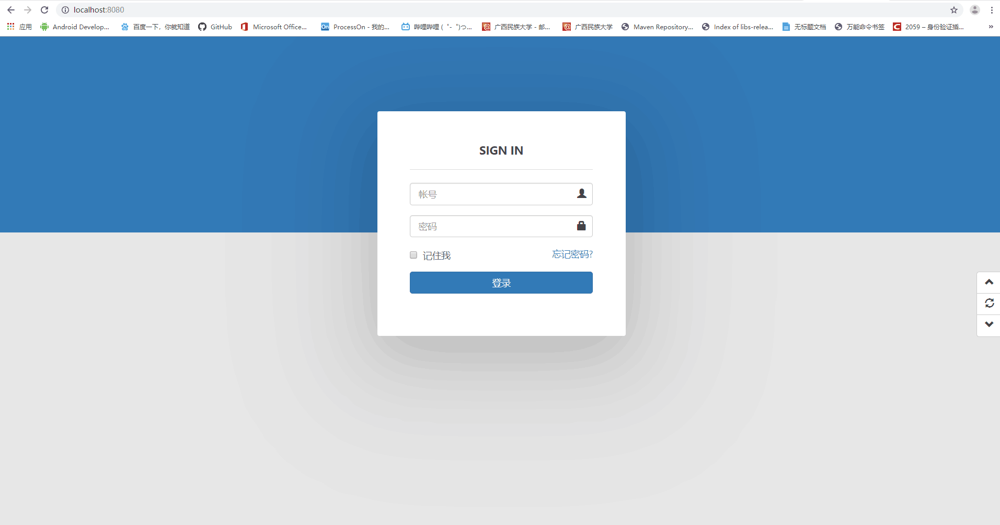 localhost:8080
应用 Android Develop... 百度一下，你就知道 GitHub Microsoft Office... ProcessOn - 我的... 哔哩哔哩 ( ゜- ゜)つ... 广西民族大学 - 邮... 广西民族大学 Maven Repository... Index of libs-relea... 无标题文档 万能命令书签 2059 – 身份验证插... »
SIGN IN
帐号
密码
记住我 忘记密码?
登录